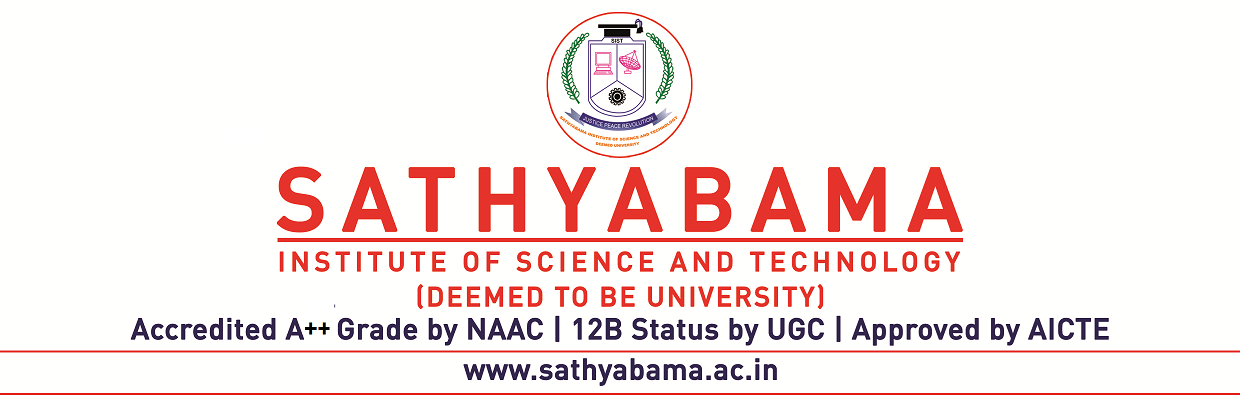 SIST
JUSTICE PEACE REVOLUTION
SATHYABAMA INSTITUTE OF SCIENCE AND TECHNOLOGY
DEEMED UNIVERSITY
SATHYABAMA
INSTITUTE OF SCIENCE AND TECHNOLOGY
(DEEMED TO BE UNIVERSITY)
Accredited A++ Grade by NAAC | 12B Status by UGC | Approved by AICTE
www.sathyabama.ac.in